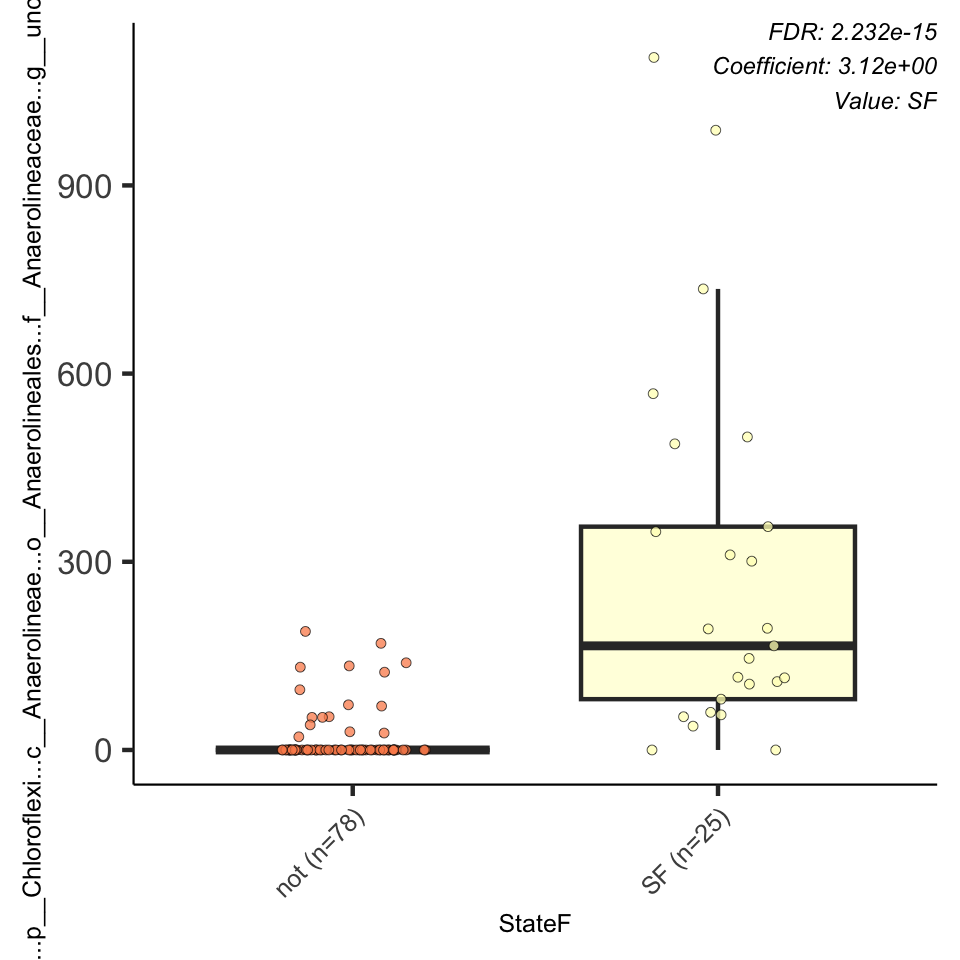 FDR: 2.232e-15
Coefficient: 3.12e+00
Value: SF
...p__Chloroflexi...c__Anaerolineae...o__Anaerolineales...f__Anaerolineaceae...g__unc
900
600
300
0
not (n=78)
SF (n=25)
StateF